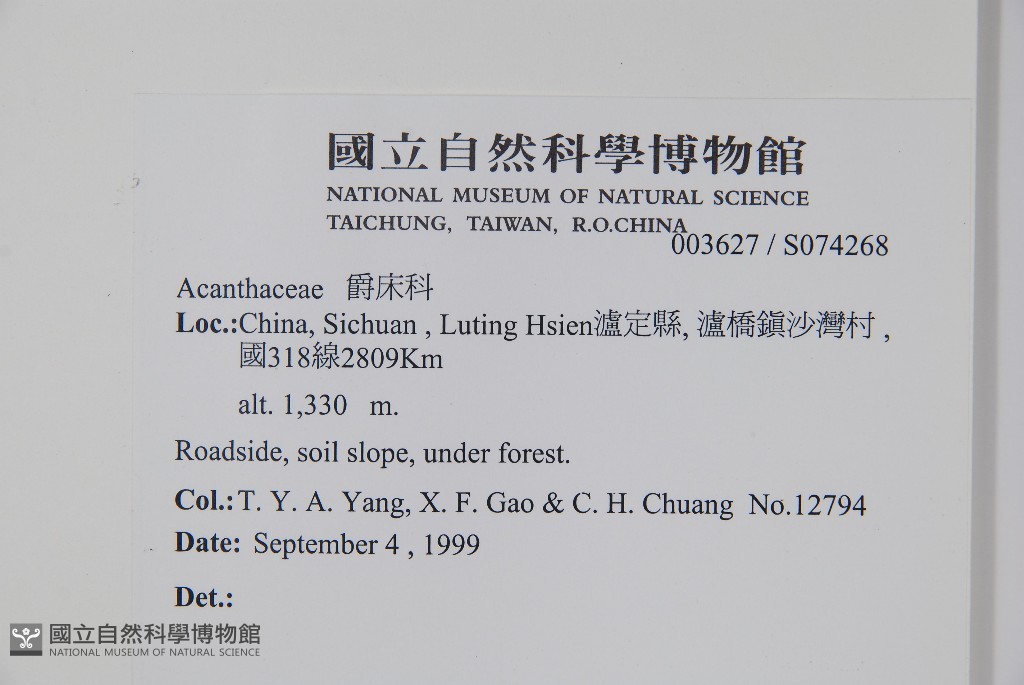 國立自然科學博物館
NATIONAL MUSEUM OF NATURAL SCIENCE
TAICHUNG, TAIWAN, R.O.CHINA
003627 / S074268
Acanthaceae 爵床科
Loc.:China, Sichuan , Luting Hsien瀘定縣, 瀘橋鎮沙灣村 ,
國318線2809Km
alt. 1,330 m.
Roadside, soil slope, under forest.
Col.: T. Y. A. Yang, X. F. Gao & C. H. Chuang No.12794
Date: September 4 , 1999
Det.:
國立自然科學博物館
NATIONAL MUSEUM OF NATURAL SCIENCE